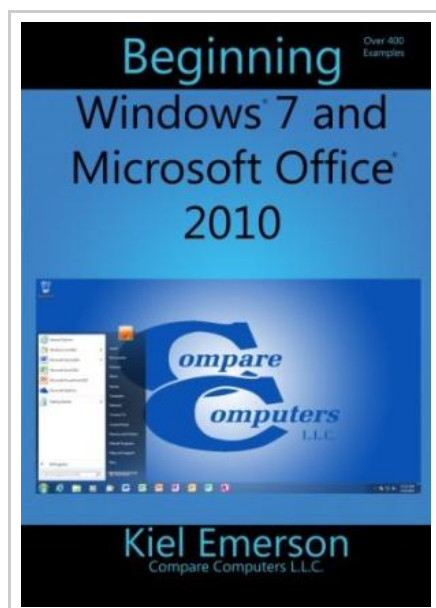 Beginning
Over 400
Examples
Windows® 7 and
Microsoft Office®
2010
Compare
Computers
L.L.C.
Kiel Emerson
Compare Computers L.L.C.